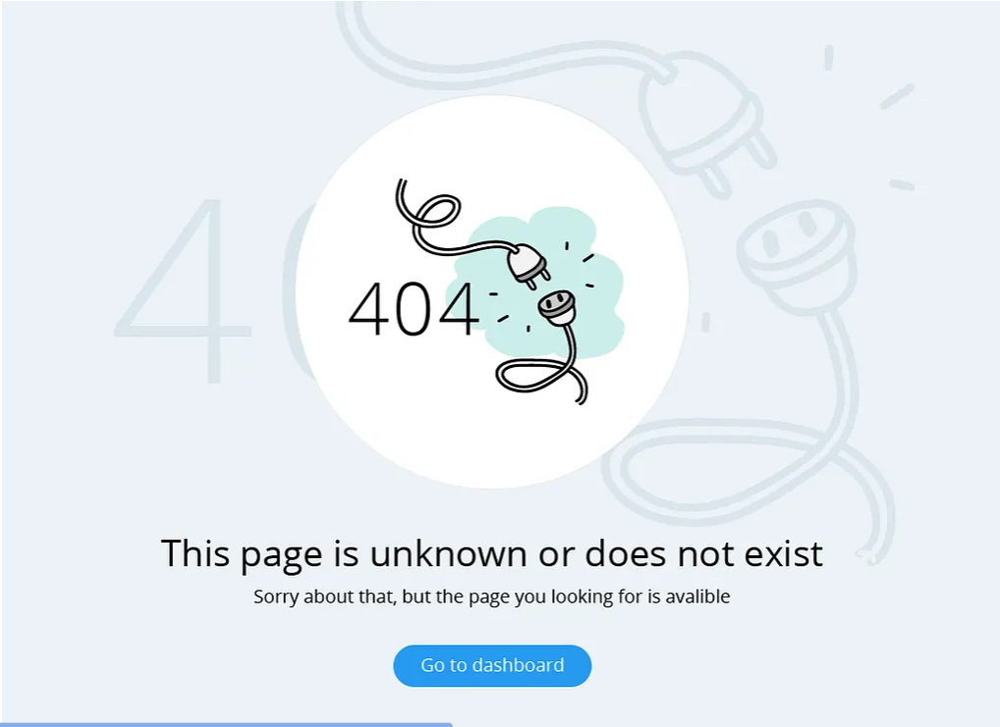 404
This page is unknown or does not exist
Sorry about that, but the page you looking for is avalible
Go to dashboard